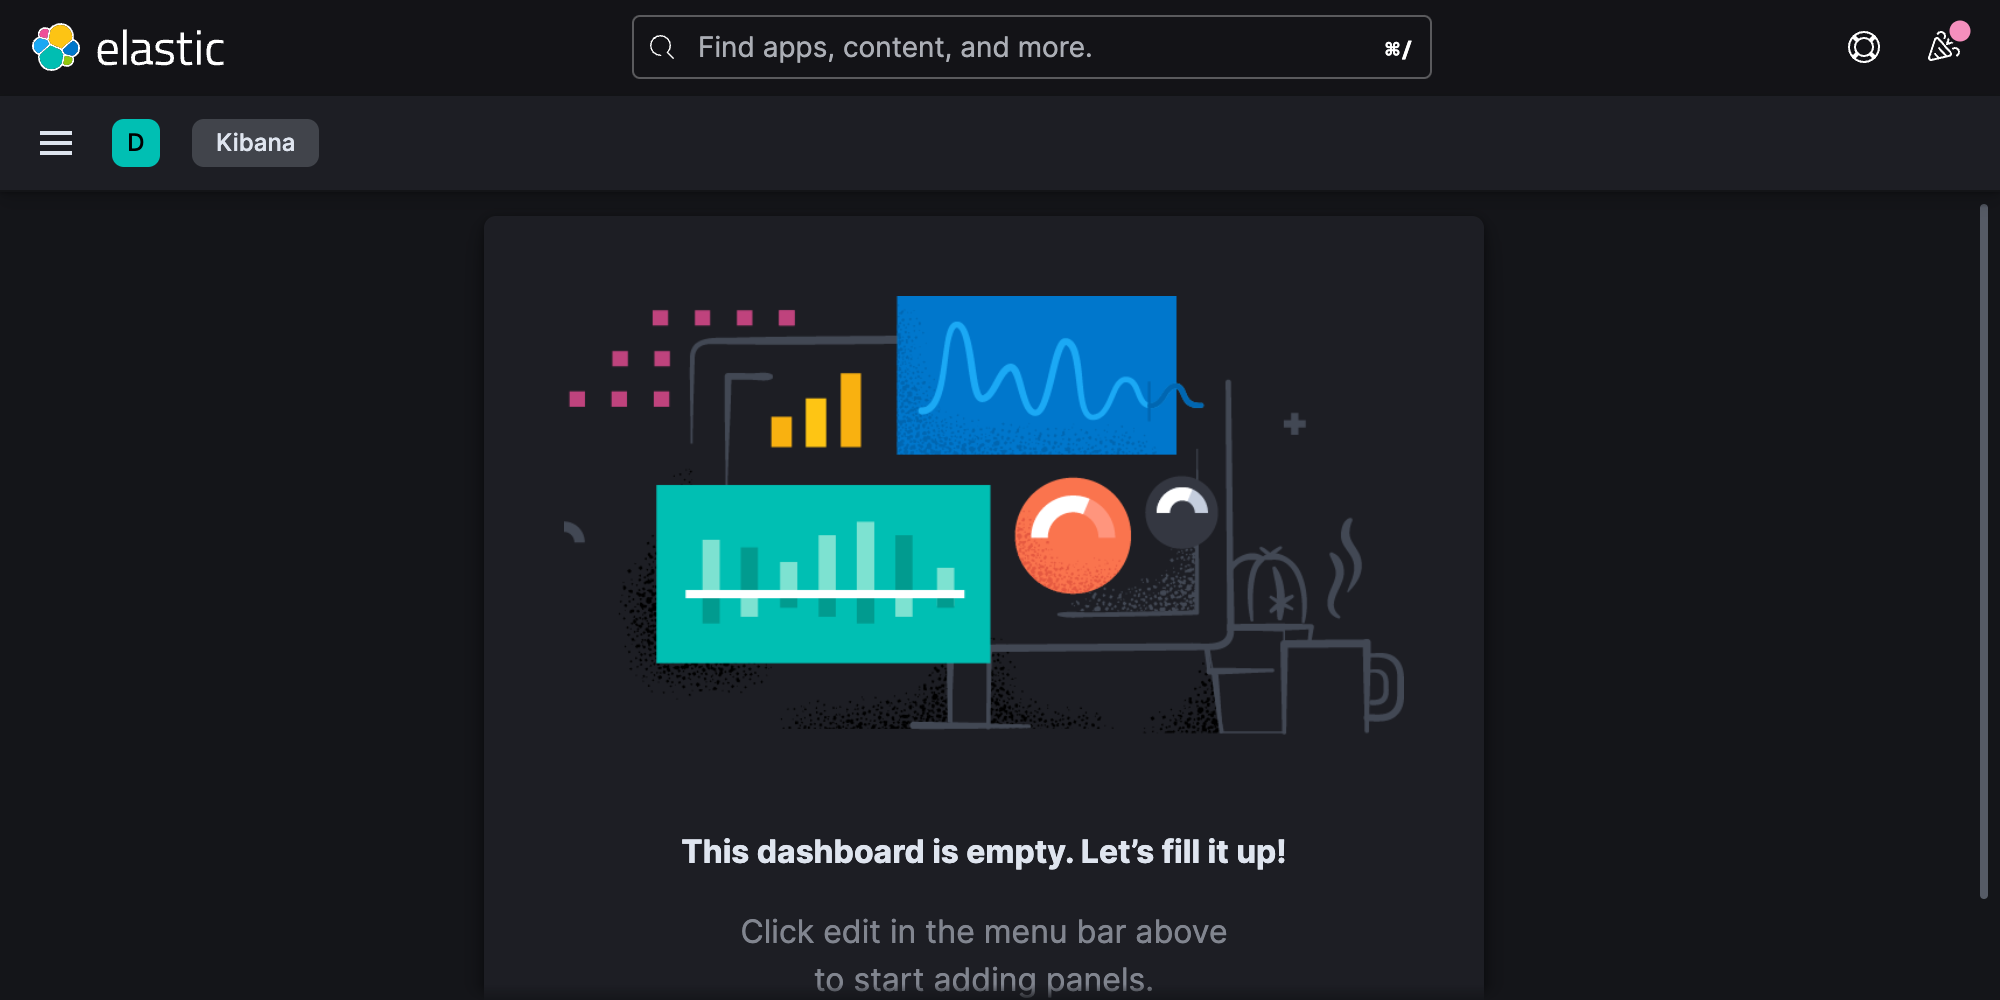 elastic
Find apps, content, and more.
⌘/
D
Kibana
This dashboard is empty. Let’s fill it up!
Click edit in the menu bar above
to start adding panels.